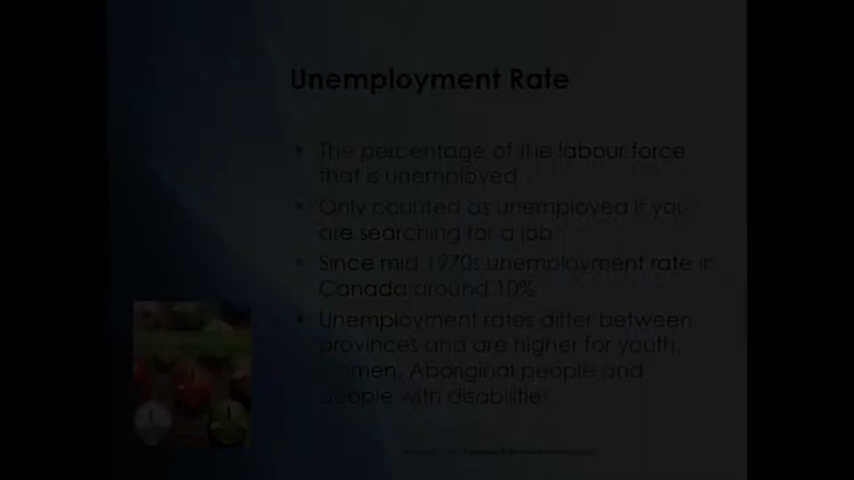 Unemployment Rate
• The percentage of the labour force
that is unemployed
• Only counted as unemployed if you
are searching for a job
• Since mid 1970s unemployment rate in
Canada around 10%
• Unemployment rates differ between
provinces and are higher for youth,
women, Aboriginal people and
people with disabilities